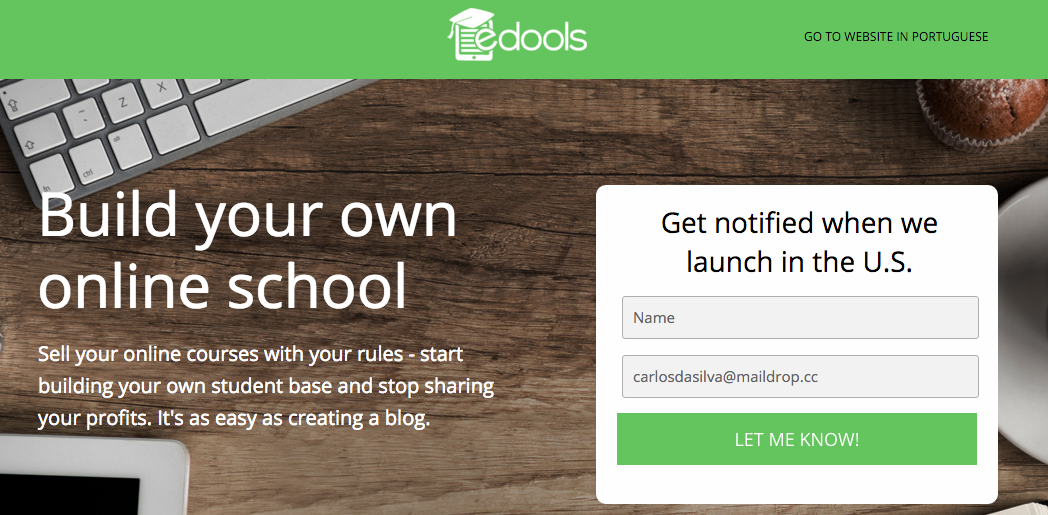 edools
GO TO WEBSITE IN PORTUGUESE
Z
X
fn
ctrl
Build your own
online school
Sell your online courses with your rules - start
building your own student base and stop sharing
your profits. It's as easy as creating a blog.
Get notified when we
launch in the U.S.
Name
carlosdasilva@maildrop.cc
LET ME KNOW!